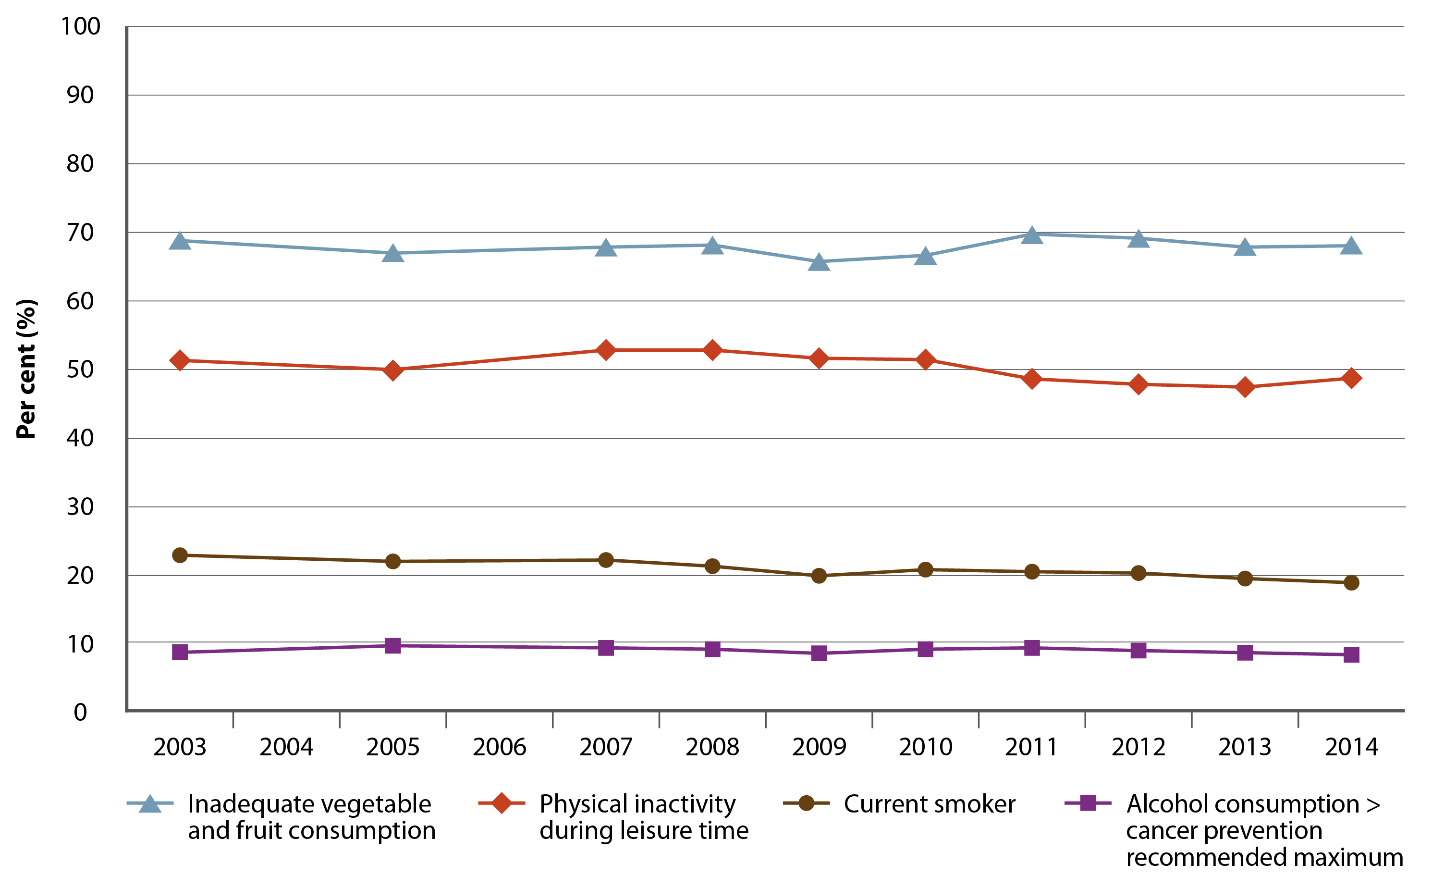 100
90
80
70
60
50
40
30
20
10
0
Per cent (%)
2003 2004 2005 2006 2007 2008 2009 2010 2011 2012 2013 2014
Inadequate vegetable
and fruit consumption
Physical inactivity
during leisure time
Current smoker
Alcohol consumption >
cancer prevention
recommended maximum